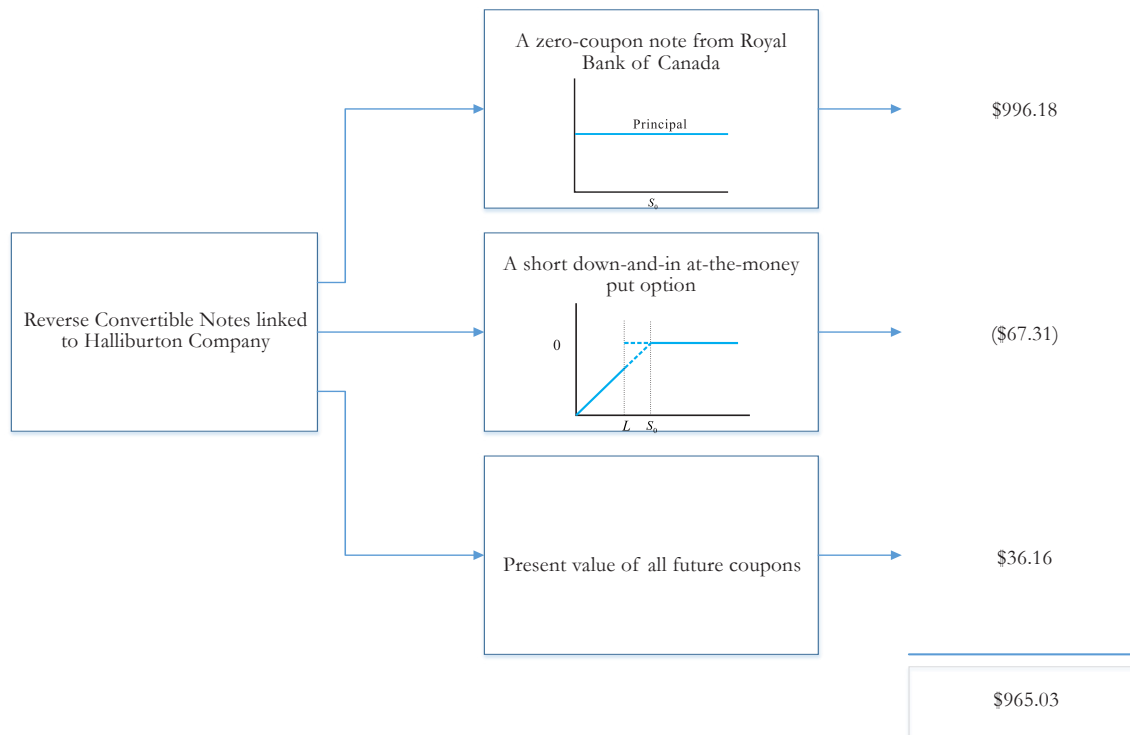 A zero-coupon note from Royal
Bank of Canada
Principal
S₀
$996.18
Reverse Convertible Notes linked
to Halliburton Company
A short down-and-in at-the-money
put option
0
L S₀
($67.31)
Present value of all future coupons
$36.16
$965.03